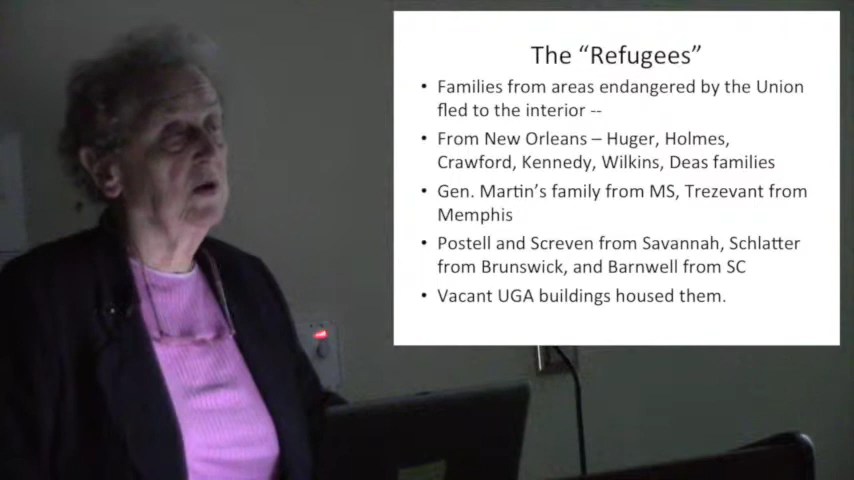 The “Refugees”
• Families from areas endangered by the Union
fled to the interior --
• From New Orleans – Huger, Holmes,
Crawford, Kennedy, Wilkins, Deas families
• Gen. Martin’s family from MS, Trezevant from
Memphis
• Postell and Screven from Savannah, Schlatter
from Brunswick, and Barnwell from SC
• Vacant UGA buildings housed them.